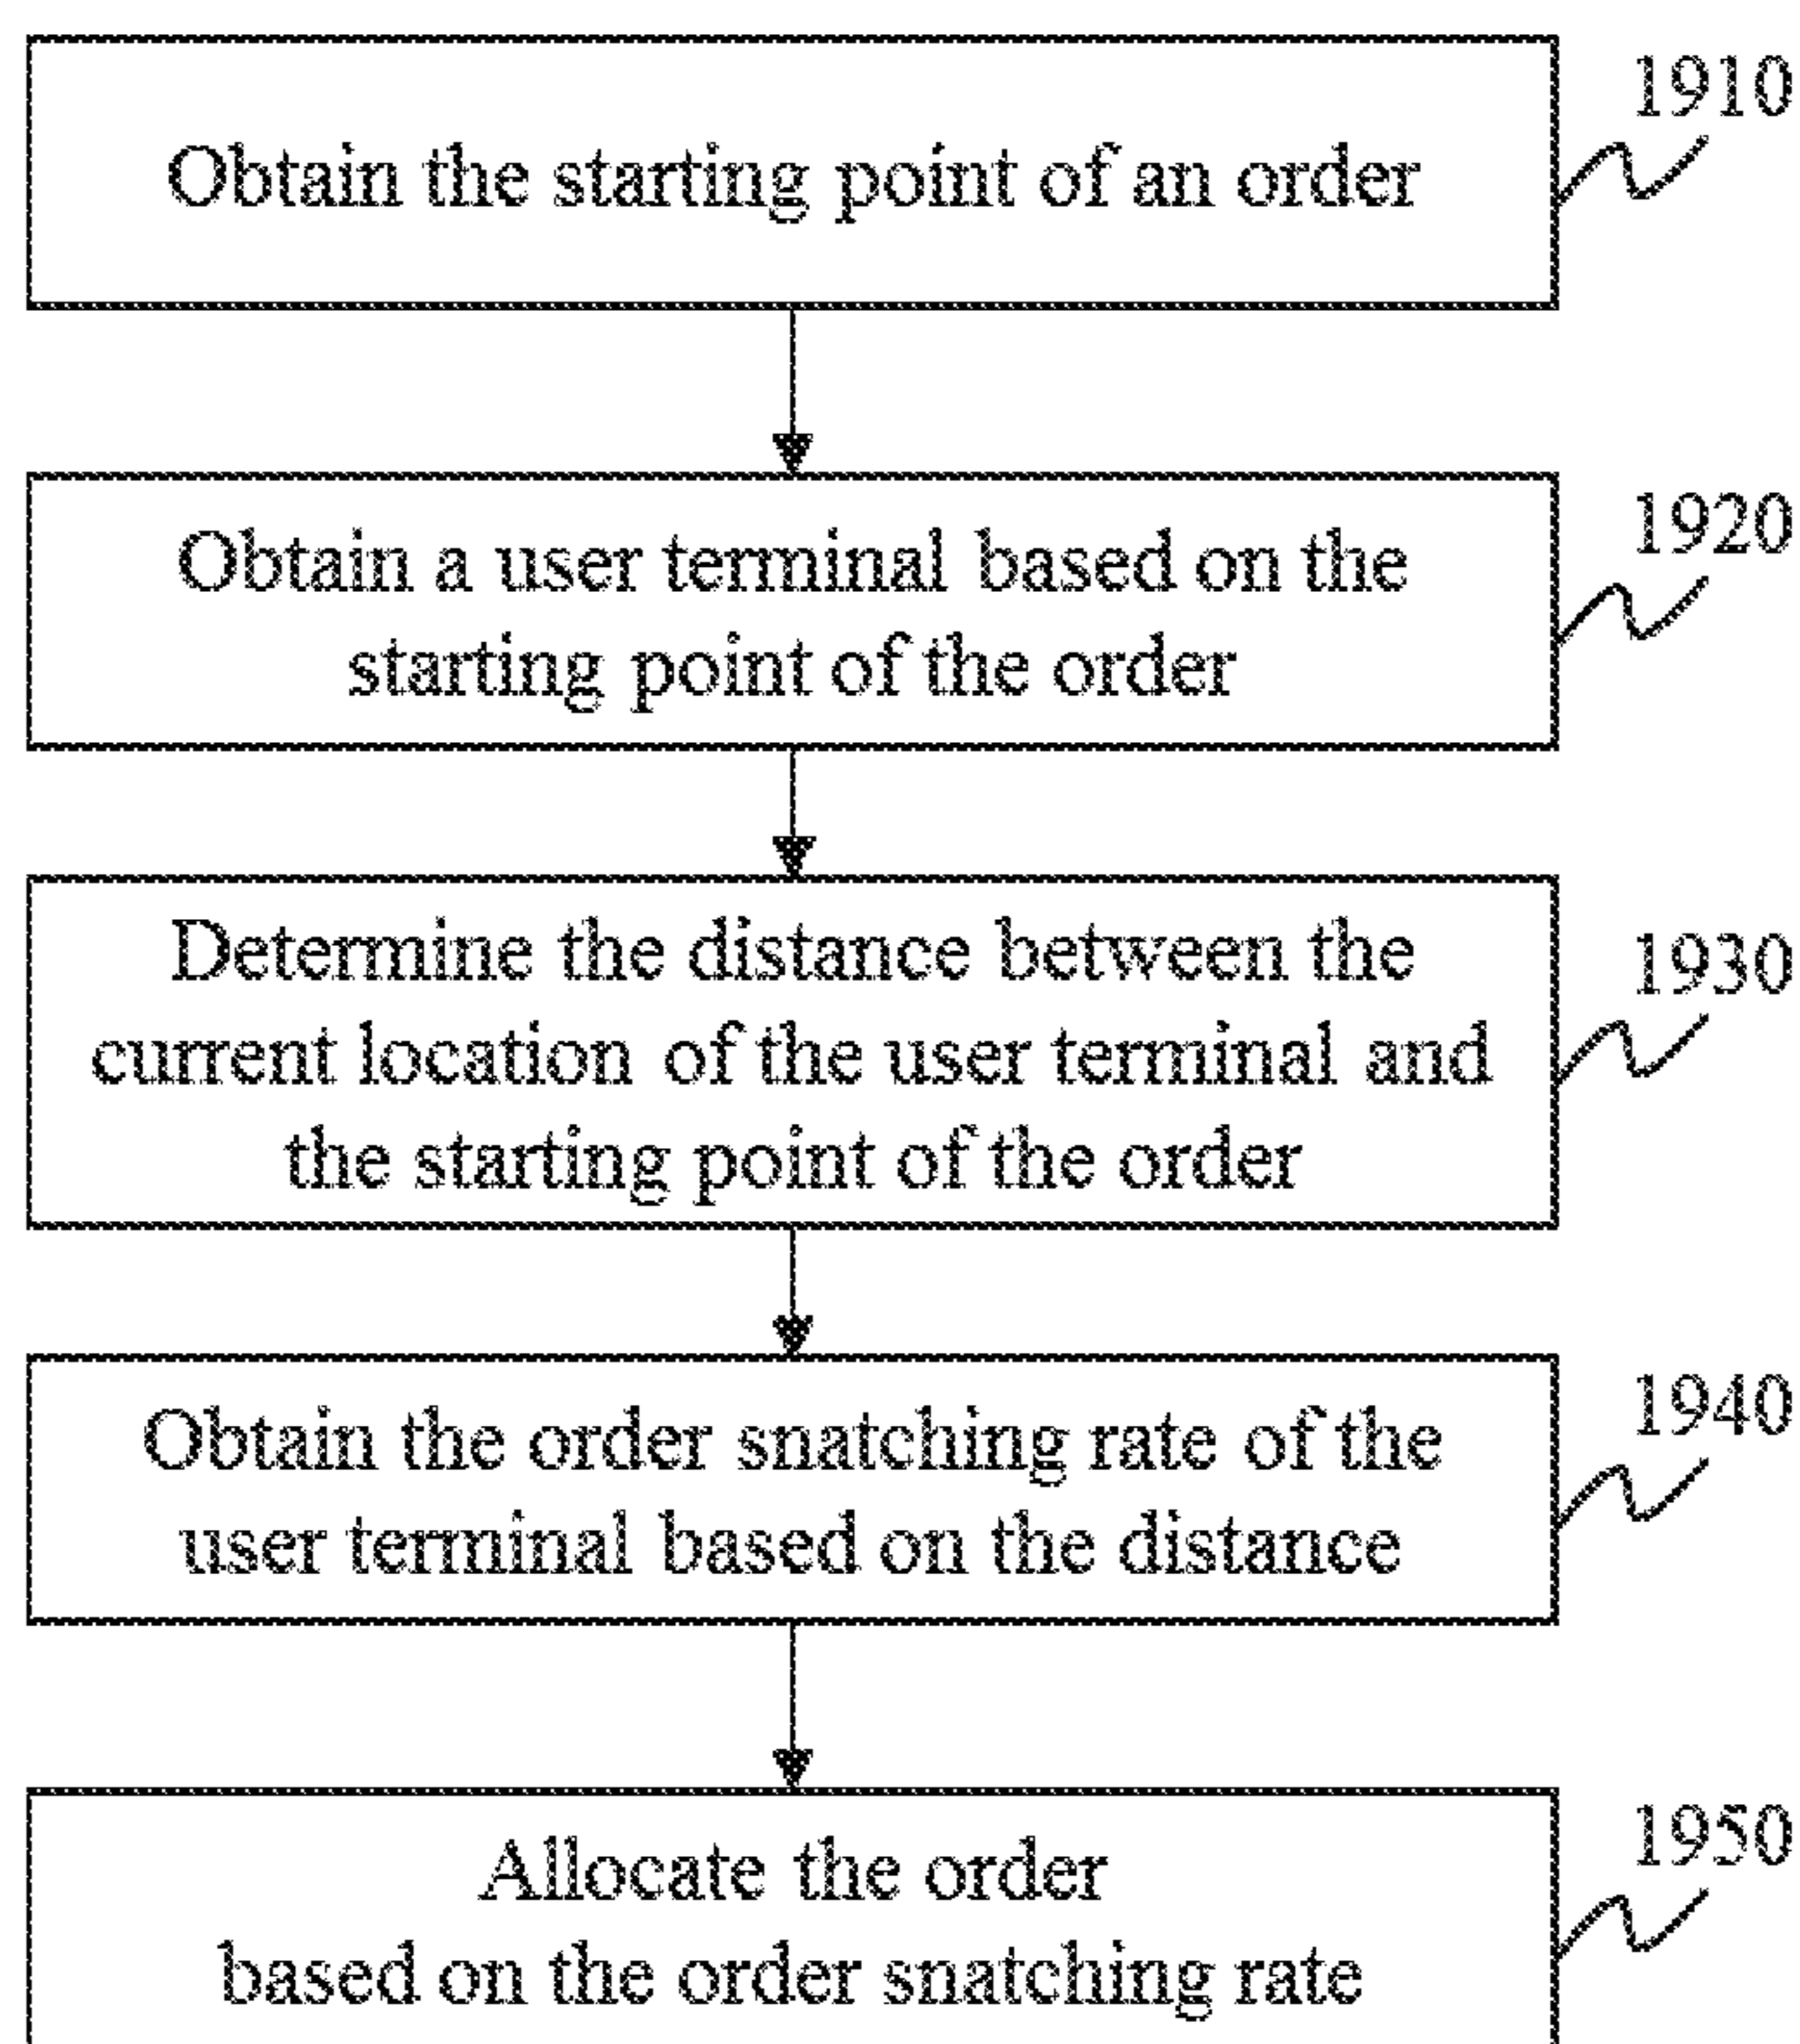 1910
Obtain the starting point of an order
1920
Obtain a user terminal based on the
starting point of the order
1930
Determine the distance between the
current location of the user terminal and
the starting point of the order
1940
Obtain the order snatching rate of the
user terminal based on the distance
1950
Allocate the order
based on the order snatching rate